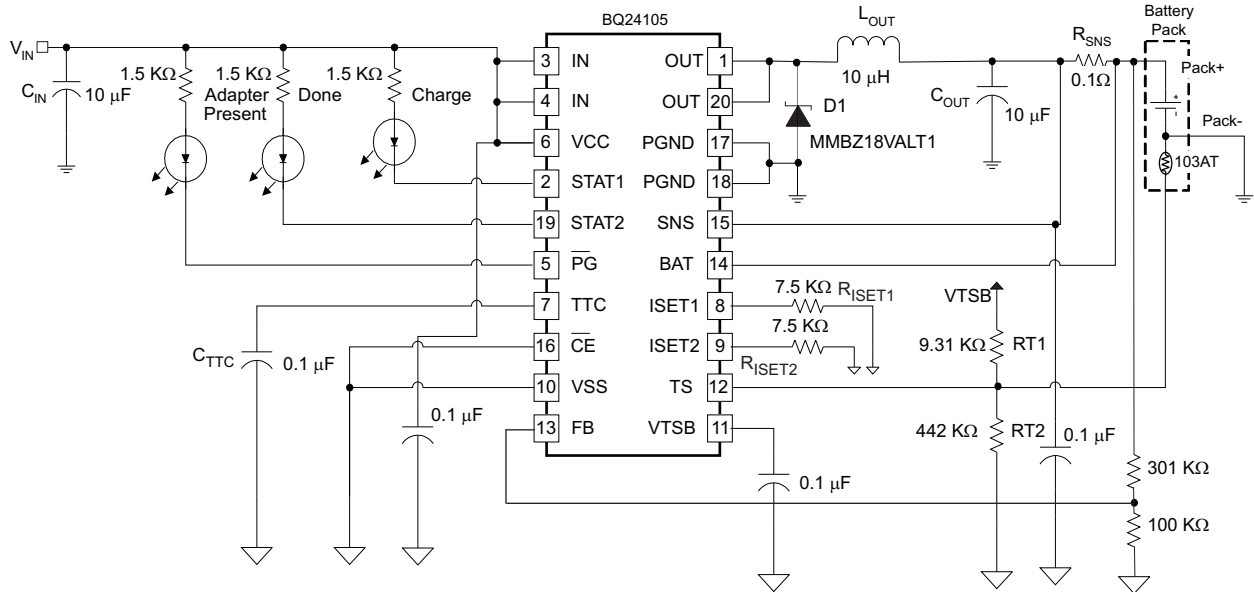 BQ24105
L_OUT
10 μH
R_SNS
0.1Ω
Battery
Pack
Pack+
Pack-
103AT
V_IN
C_IN
10 μF
1.5 KΩ
Adapter
Present
1.5 KΩ
Done
1.5 KΩ
Charge
3 IN
4 IN
6 VCC
2 STAT1
19 STAT2
5 PG
7 TTC
16 CE
10 VSS
13 FB
OUT 1
OUT 20
PGND 17
PGND 18
SNS 15
BAT 14
ISET1 8
ISET2 9
TS 12
VTSB 11
D1
MMBZ18VALT1
C_OUT
10 μF
7.5 KΩ
R_ISET1
7.5 KΩ
R_ISET2
VTSB
9.31 KΩ
RT1
442 KΩ
RT2
0.1 μF
301 KΩ
100 KΩ
C_TTC
0.1 μF
0.1 μF
0.1 μF